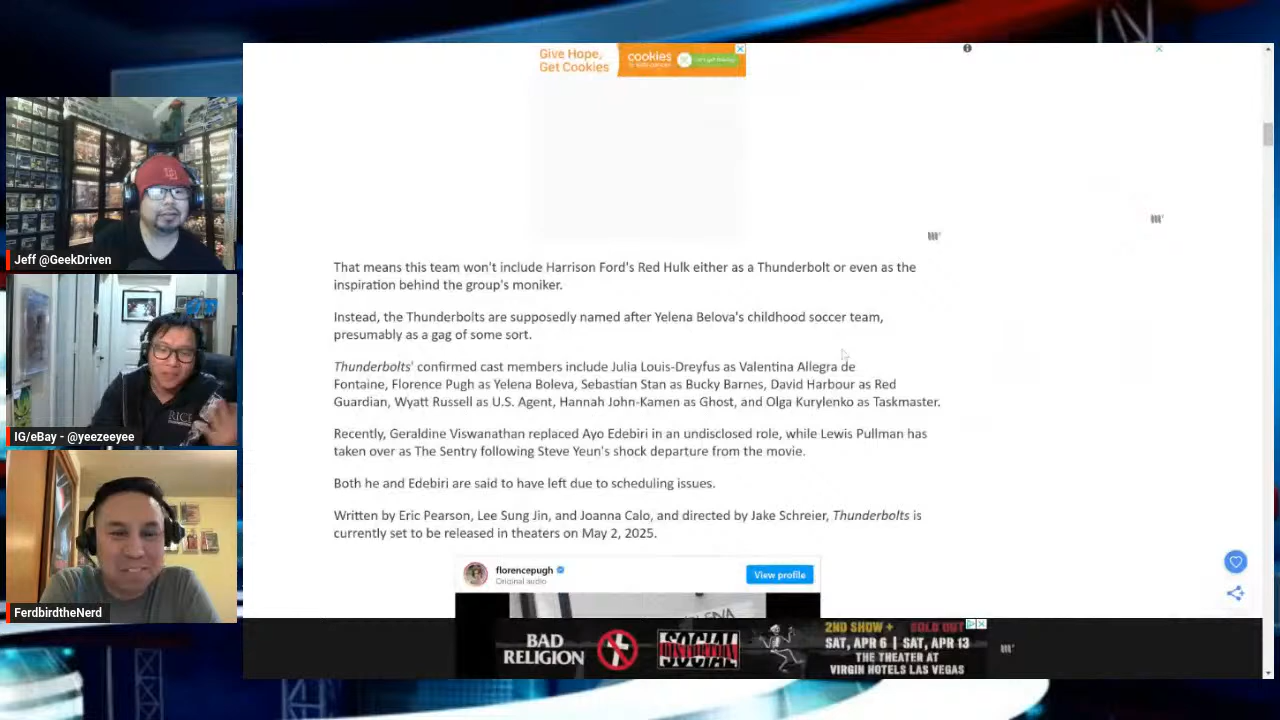 Give Hope,
Get Cookies
cookies
That means this team won't include Harrison Ford's Red Hulk either as a Thunderbolt or even as the
inspiration behind the group's moniker.
Instead, the Thunderbolts are supposedly named after Yelena Belova's childhood soccer team,
presumably as a gag of some sort.
Thunderbolts' confirmed cast members include Julia Louis-Dreyfus as Valentina Allegra de
Fontaine, Florence Pugh as Yelena Boleva, Sebastian Stan as Bucky Barnes, David Harbour as Red
Guardian, Wyatt Russell as U.S. Agent, Hannah John-Kamen as Ghost, and Olga Kurylenko as Taskmaster.
Recently, Geraldine Viswanathan replaced Ayo Edebiri in an undisclosed role, while Lewis Pullman has
taken over as The Sentry following Steve Yeun's shock departure from the movie.
Both he and Edebiri are said to have left due to scheduling issues.
Written by Eric Pearson, Lee Sung Jin, and Joanna Calo, and directed by Jake Schreier, Thunderbolts is
currently set to be released in theaters on May 2, 2025.
florencepugh
Original audio
View profile
BAD
RELIGION
SOCIAL
DISTORTION
2ND SHOW + SOLD OUT
SAT, APR 6 | SAT, APR 13
THE THEATER AT
VIRGIN HOTELS LAS VEGAS
Jeff @GeekDriven
RICE
IG/eBay - @yeezeeyee
FerdbirdtheNerd